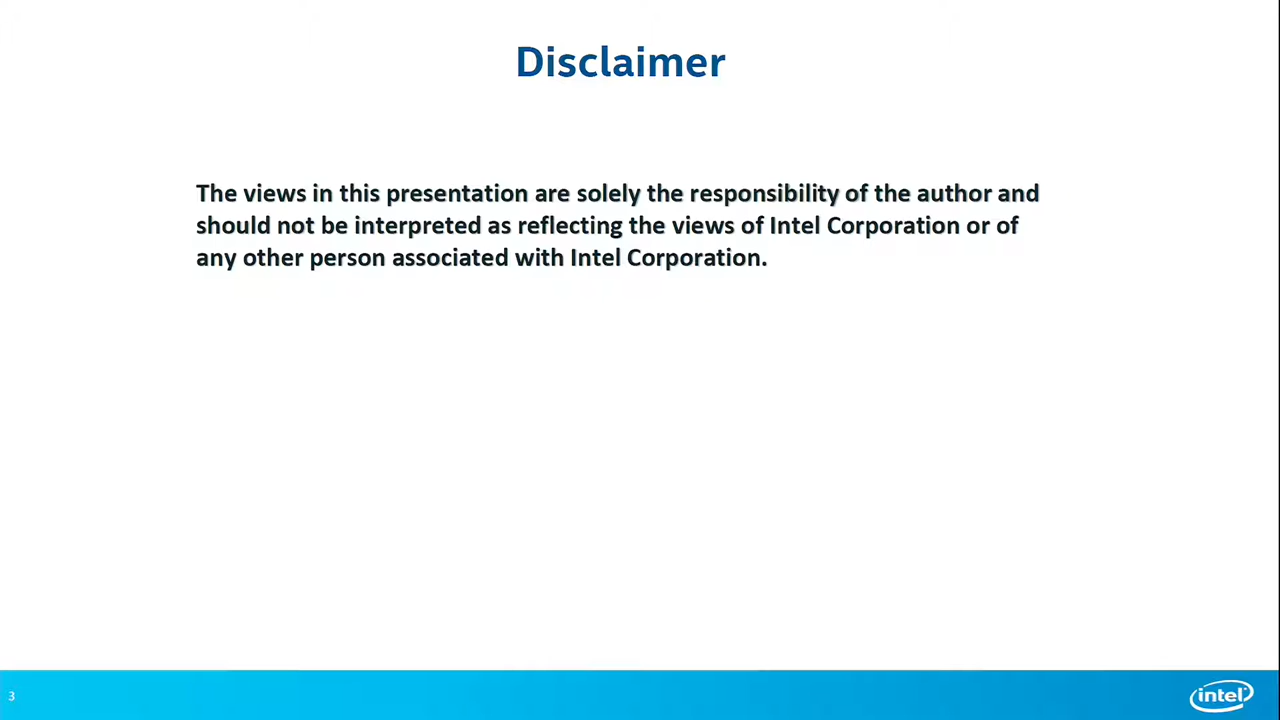 Disclaimer
The views in this presentation are solely the responsibility of the author and
should not be interpreted as reflecting the views of Intel Corporation or of
any other person associated with Intel Corporation.
3
intel